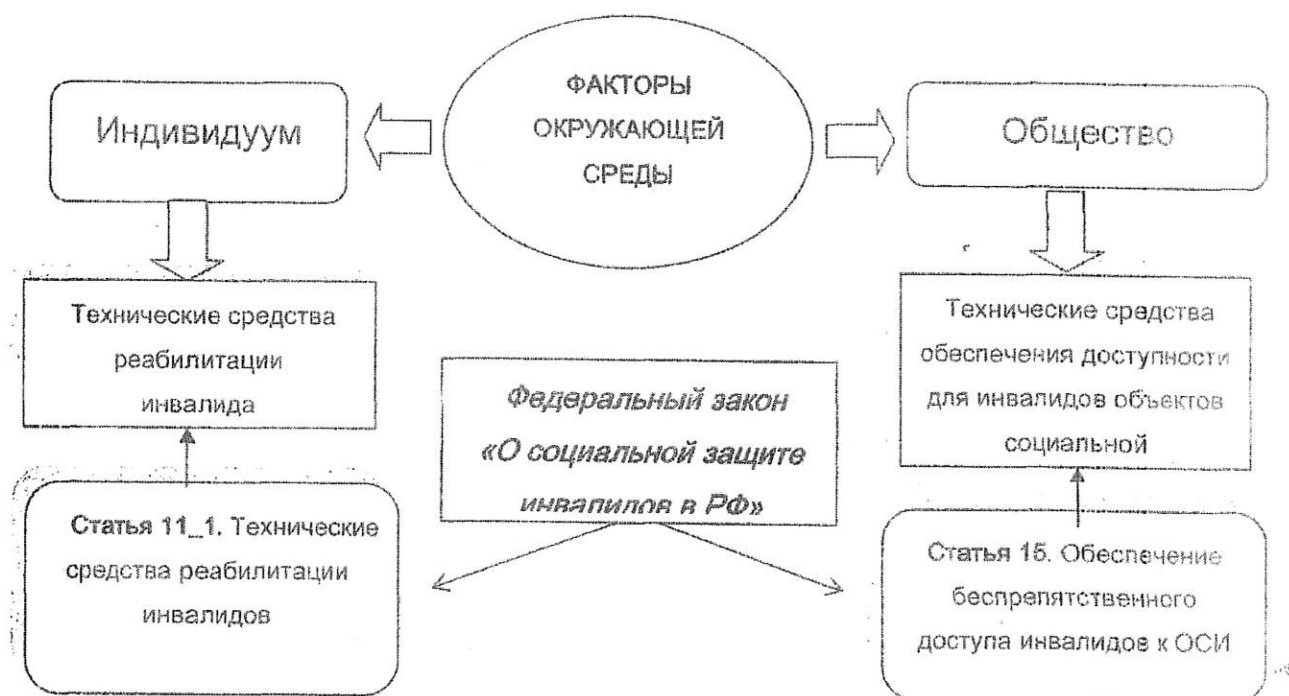 ФАКТОРЫ
ОКРУЖАЮЩЕЙ
СРЕДЫ
Индивидуум
Общество
Технические средства
реабилитации
инвалида
Технические средства
обеспечения доступности
для инвалидов объектов
социальной
Федеральный закон
«О социальной защите
инвалидов в РФ»
Статья 11_1. Технические
средства реабилитации
инвалидов
Статья 15. Обеспечение
беспрепятственного
доступа инвалидов к ОСИ